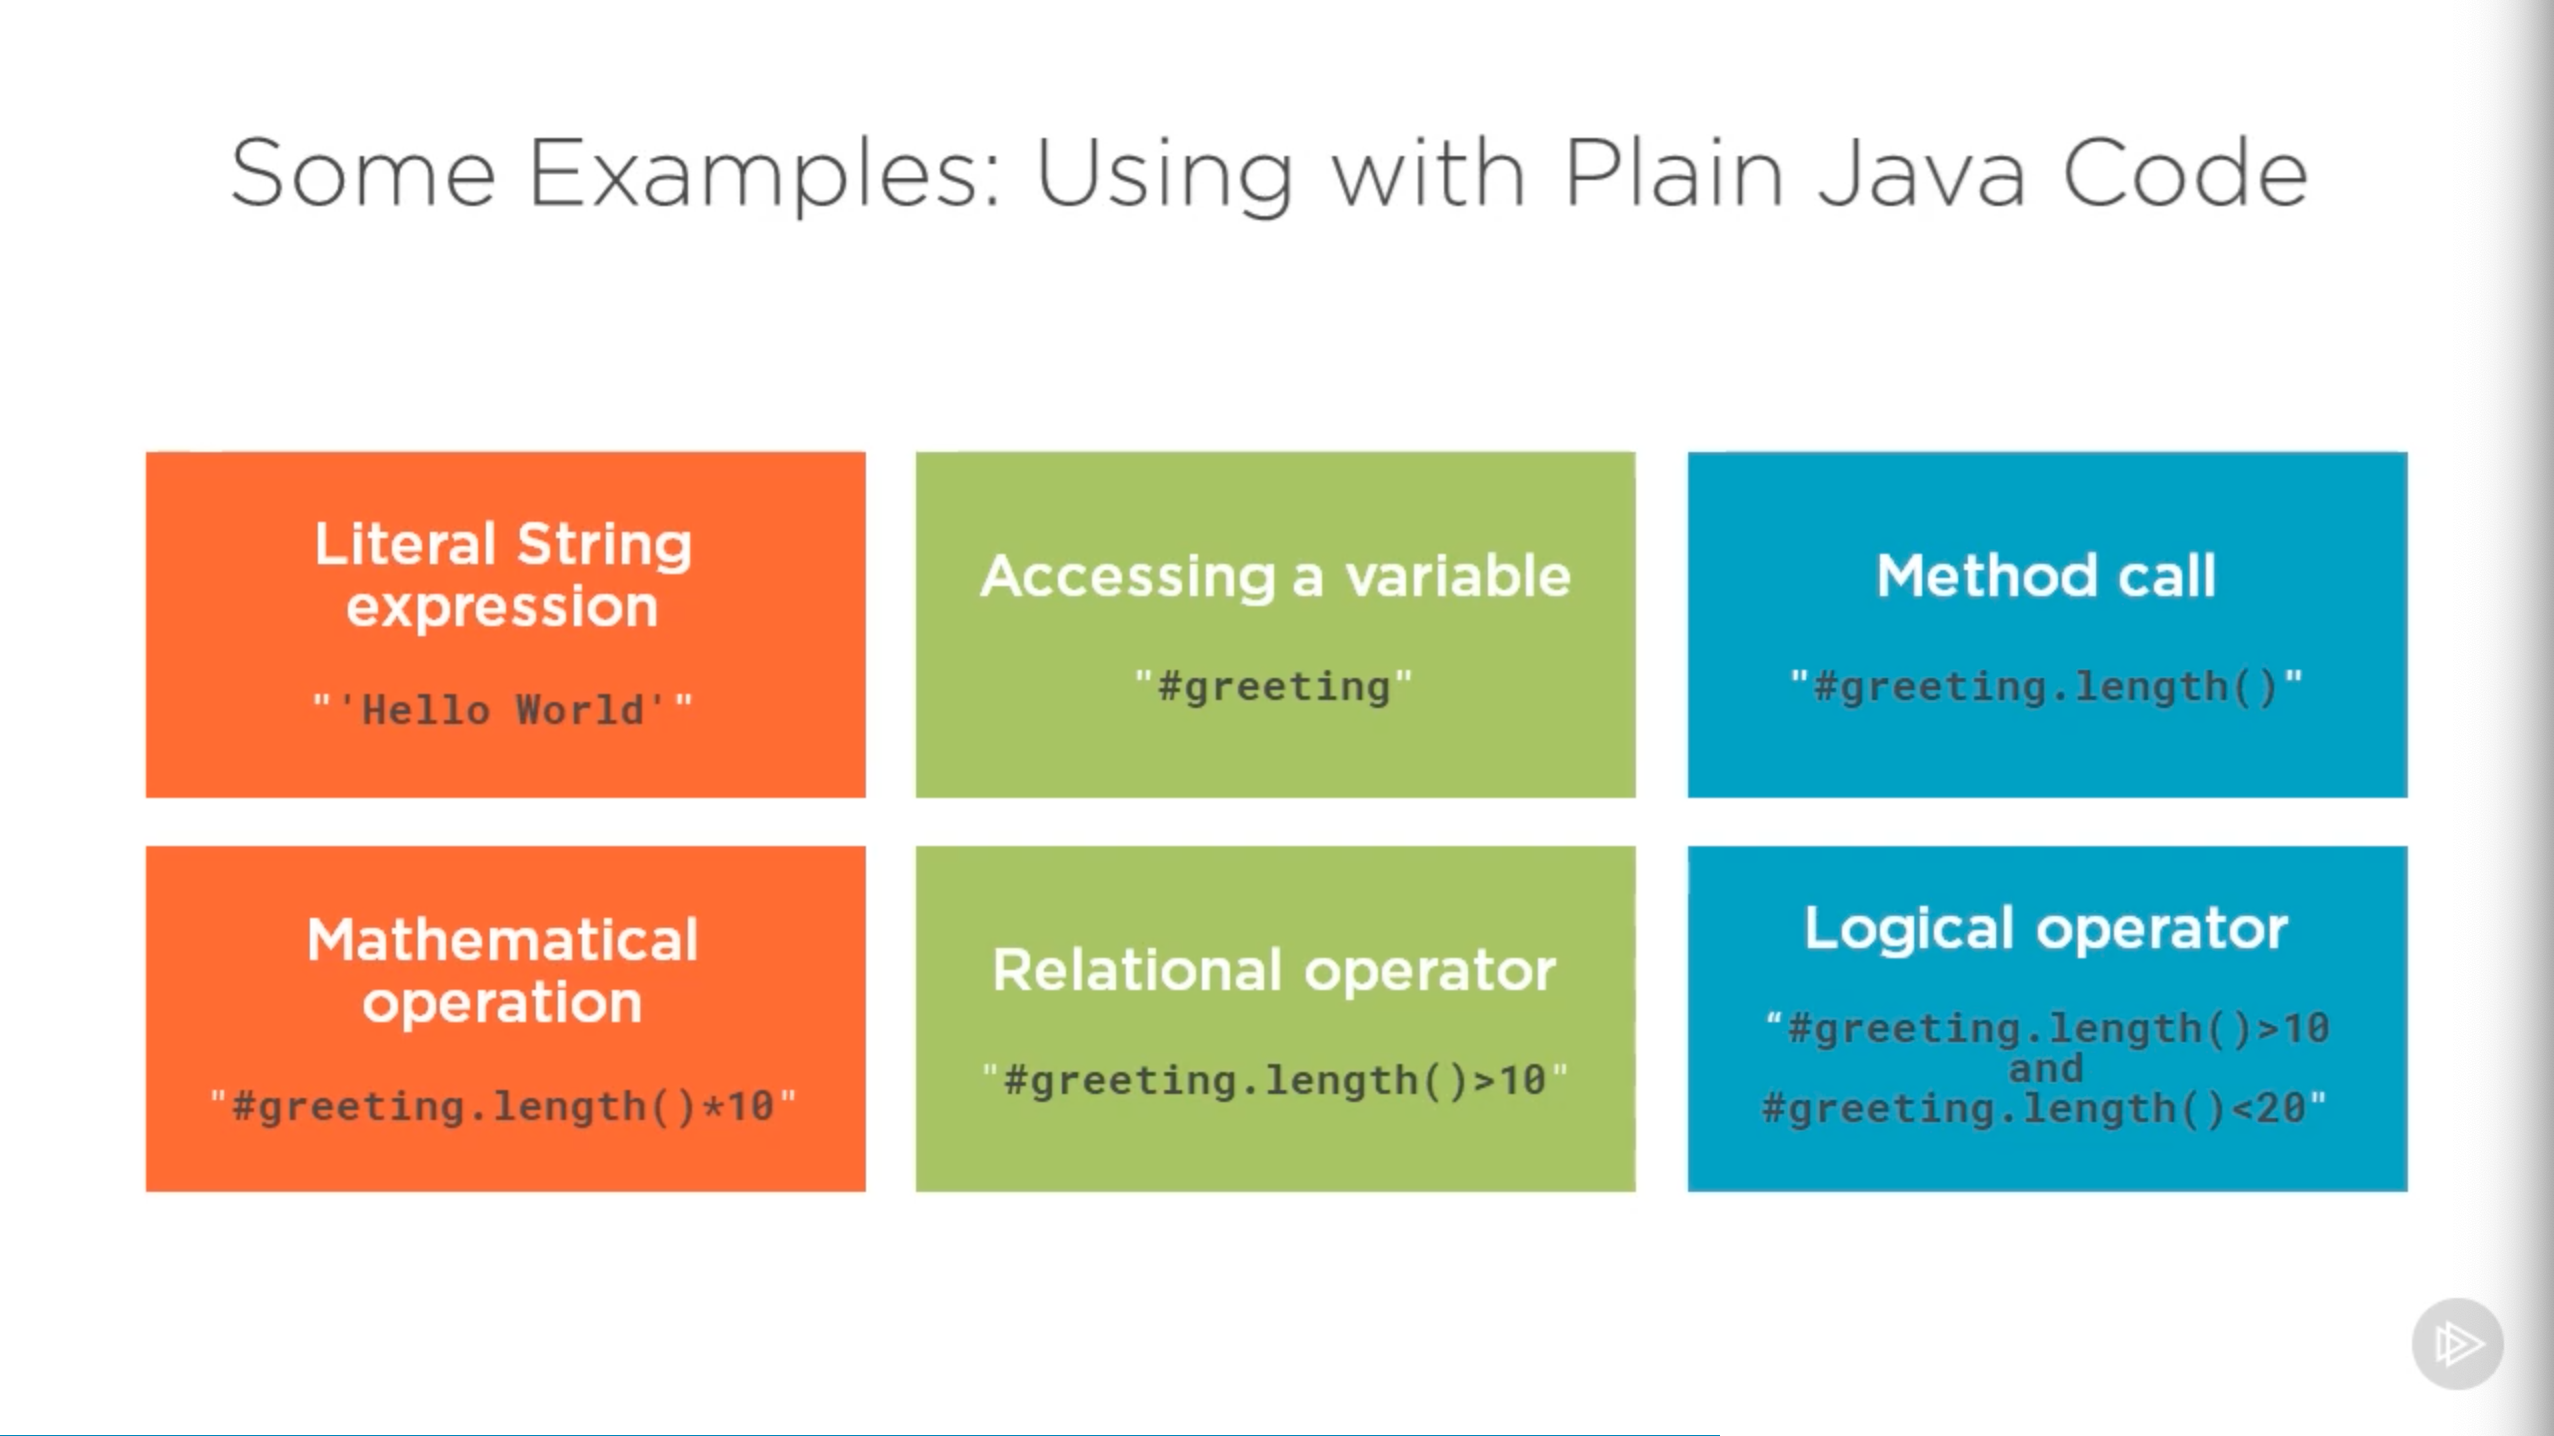 Some Examples: Using with Plain Java Code
Literal String
expression
"'Hello World'"
Accessing a variable
"#greeting"
Method call
"#greeting.length()"
Mathematical
operation
"#greeting.length()*10"
Relational operator
"#greeting.length()>10"
Logical operator
“#greeting.length()>10
and
#greeting.length()<20"